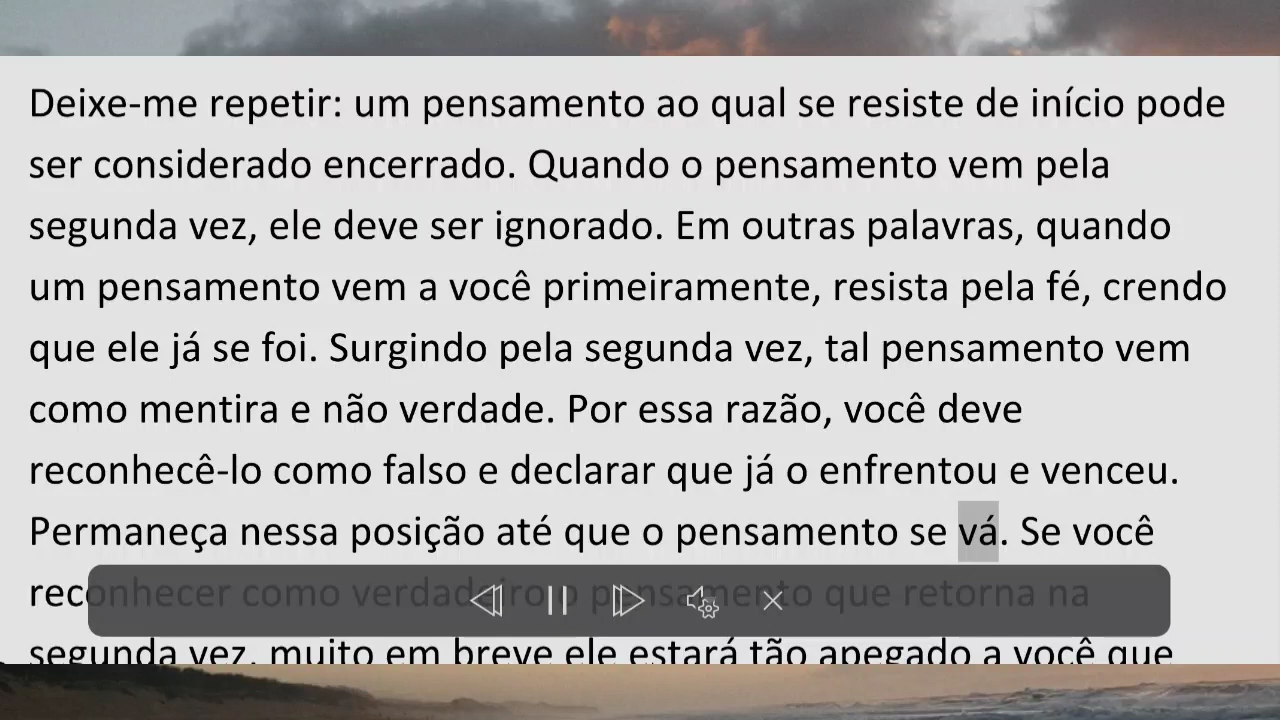 Deixe-me repetir: um pensamento ao qual se resiste de início pode
ser considerado encerrado. Quando o pensamento vem pela
segunda vez, ele deve ser ignorado. Em outras palavras, quando
um pensamento vem a você primeiramente, resista pela fé, crendo
que ele já se foi. Surgindo pela segunda vez, tal pensamento vem
como mentira e não verdade. Por essa razão, você deve
reconhecê-lo como falso e declarar que já o enfrentou e venceu.
Permaneça nessa posição até que o pensamento se vá. Se você
reconhecer como verdadeiro o pensamento que retorna na
segunda vez, muito em breve ele estará tão apegado a você que